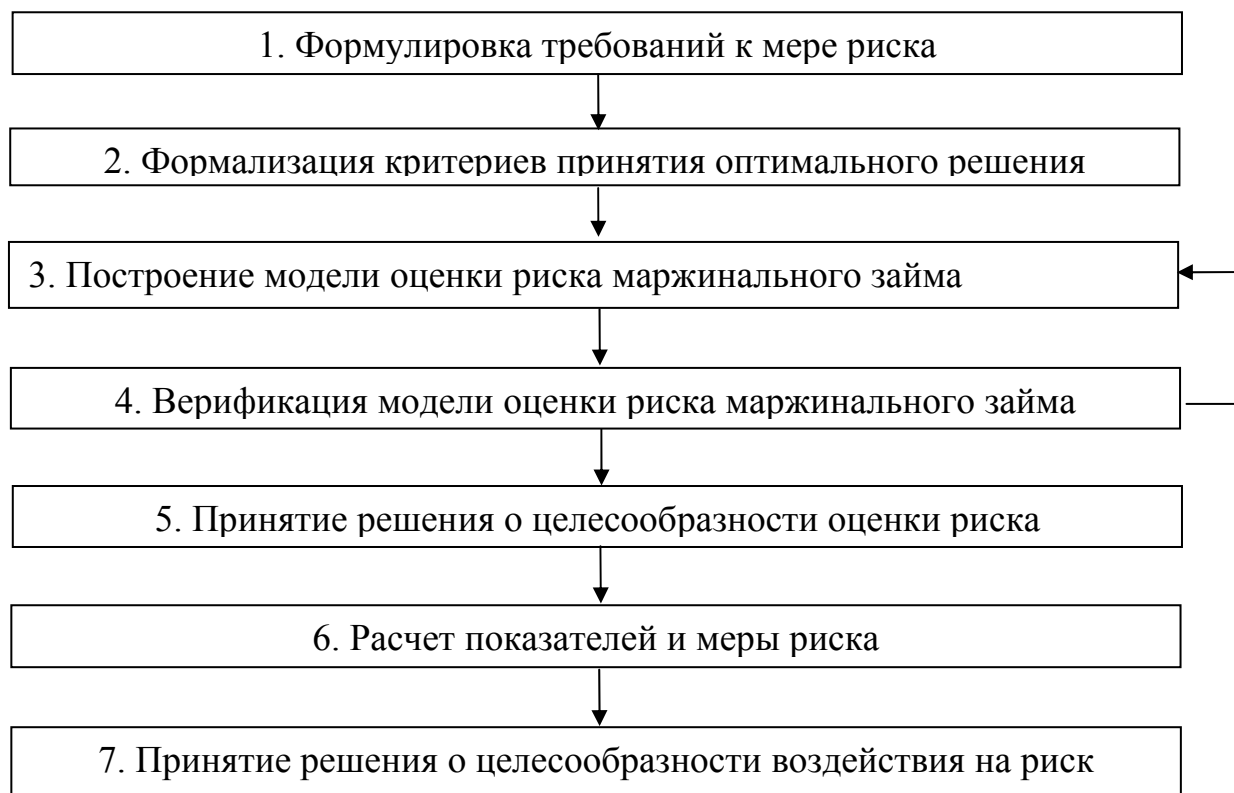 1. Формулировка требований к мере риска
2. Формализация критериев принятия оптимального решения
3. Построение модели оценки риска маржинального займа
4. Верификация модели оценки риска маржинального займа
5. Принятие решения о целесообразности оценки риска
6. Расчет показателей и меры риска
7. Принятие решения о целесообразности воздействия на риск